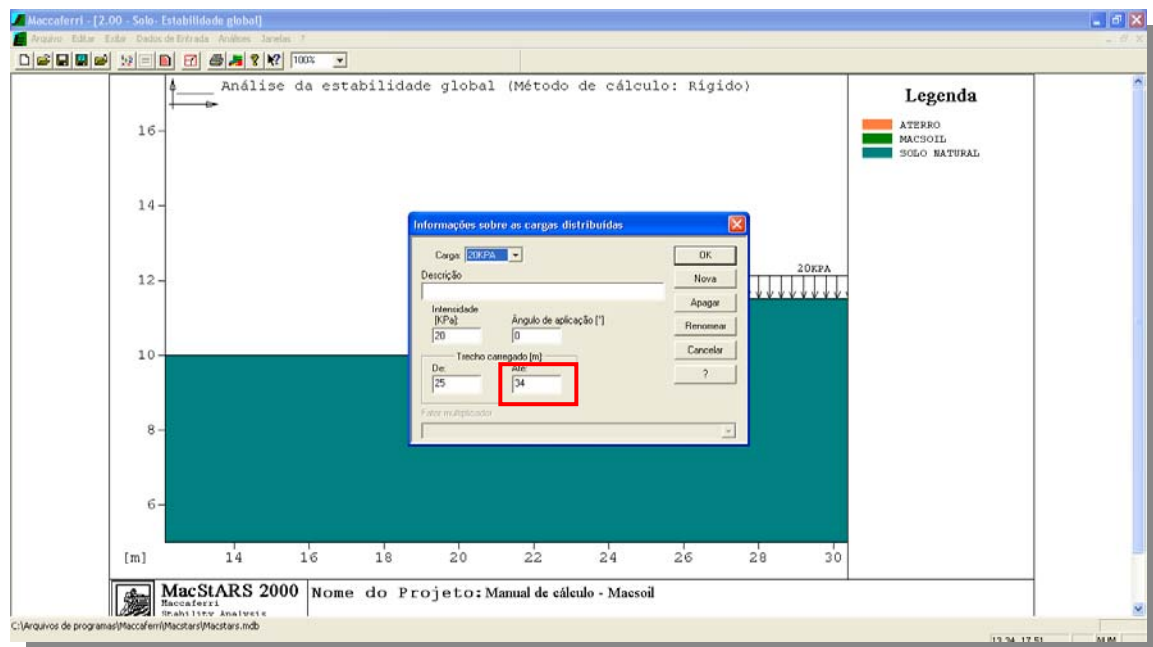 Maccaferri - [2.00 - Solo- Estabilidade global]
Arquivo Editar Exibir Dados de Entrada Análises Janelas ?
100%
Análise da estabilidade global (Método de cálculo: Rígido)
Legenda
ATERRO
MACSOIL
SOLO NATURAL
16
14
12
10
8
6
[m] 14 16 18 20 22 24 26 28 30
20KPA
Informações sobre as cargas distribuídas
Carga: 20KPA
OK
Descrição
Nova
Apagar
Intensidade
[KPa]: Ângulo de aplicação [°]
20 0
Renomear
Trecho carregado [m]
Cancelar
De: Até:
25 34
?
Fator multiplicador
MacStARS 2000
Maccaferri
Stability Analysis
Nome do Projeto: Manual de cálculo - Macsoil
C:\Arquivos de programas\Maccaferri\Macstars\Macstars.mdb
13.34, 17.51 NUM